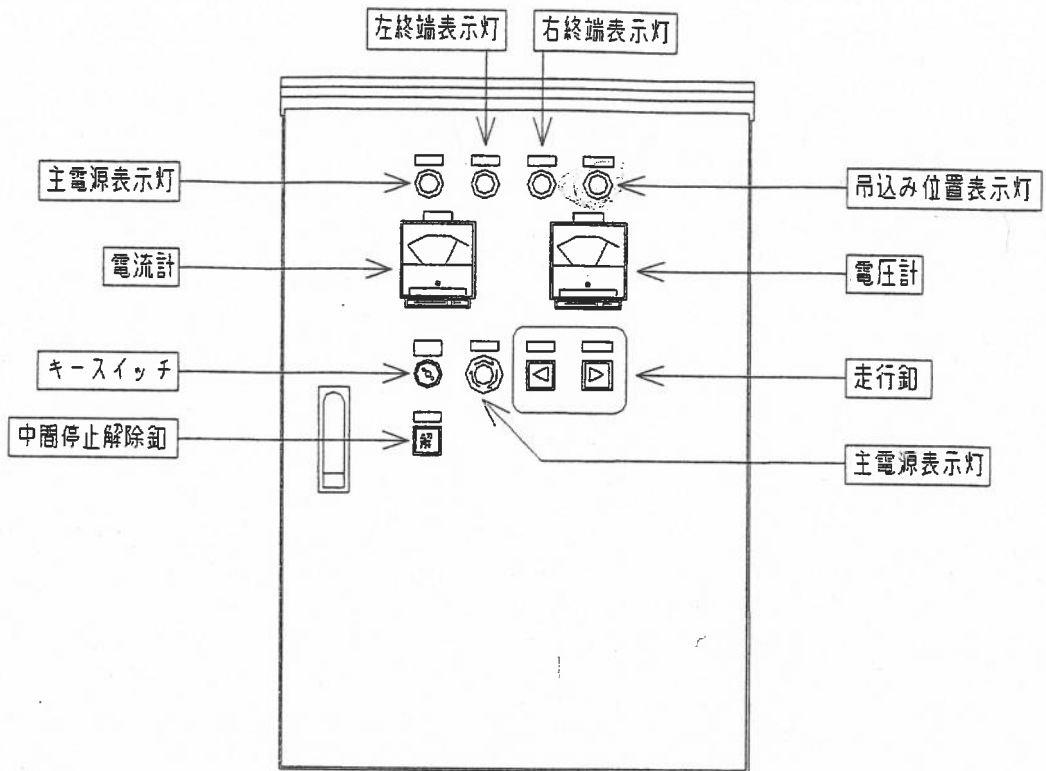 左終端表示灯
右終端表示灯
主電源表示灯
吊込み位置表示灯
電流計
電圧計
キースイッチ
走行釦
中間停止解除釦
解
主電源表示灯